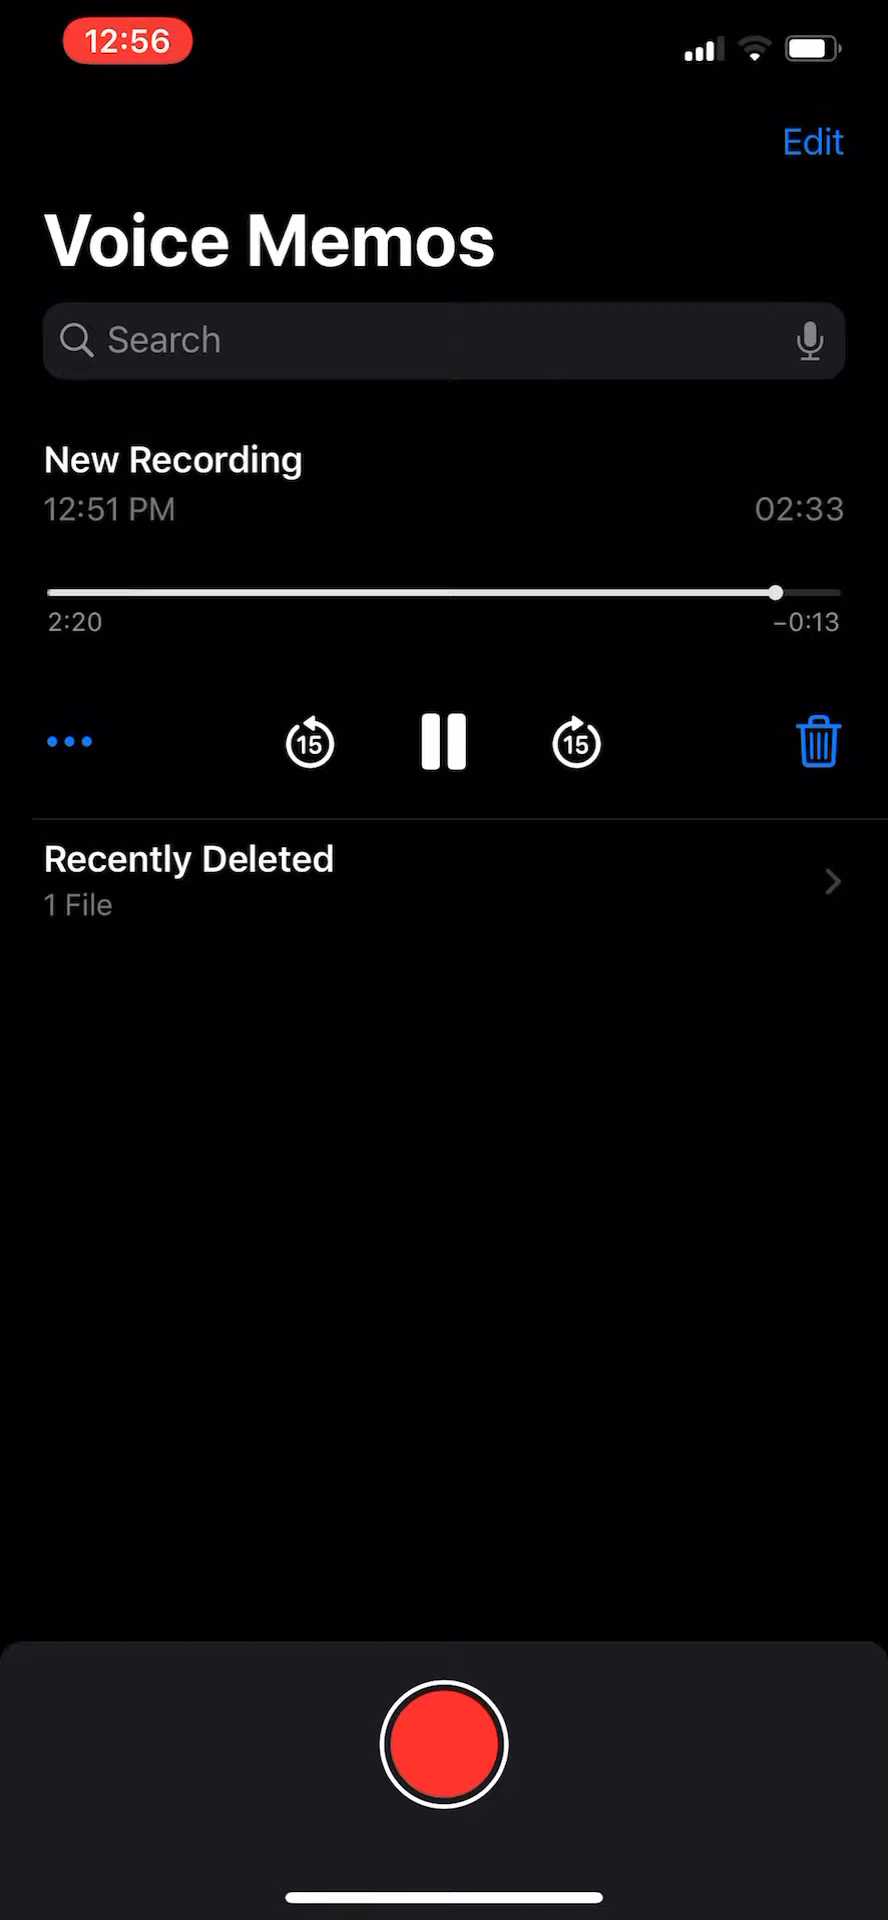 12:56
Edit
Voice Memos
Search
New Recording
12:51 PM
02:33
2:20
−0:13
15
15
Recently Deleted
1 File